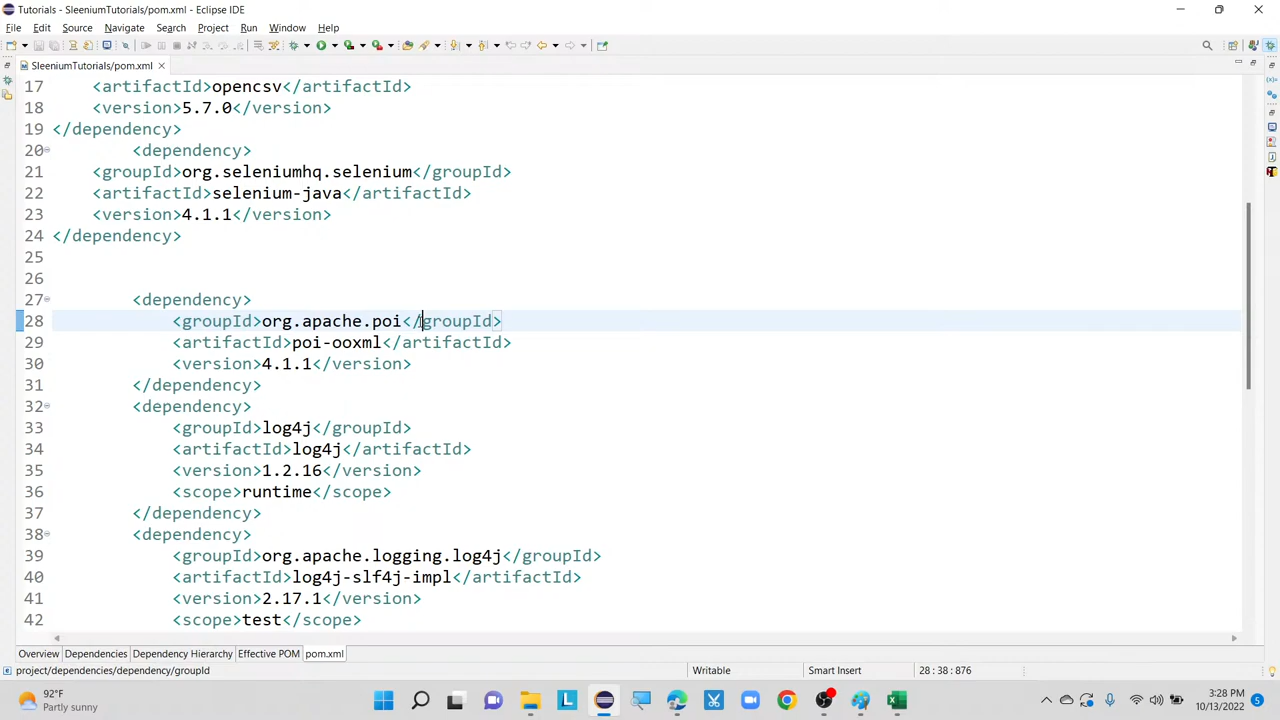 Tutorials - SleeniumTutorials/pom.xml - Eclipse IDE
File Edit Source Navigate Search Project Run Window Help
SleeniumTutorials/pom.xml
17 <artifactId>opencsv</artifactId>
18 <version>5.7.0</version>
19 </dependency>
20 <dependency>
21 <groupId>org.seleniumhq.selenium</groupId>
22 <artifactId>selenium-java</artifactId>
23 <version>4.1.1</version>
24 </dependency>
25
26
27 <dependency>
28 <groupId>org.apache.poi</groupId>
29 <artifactId>poi-ooxml</artifactId>
30 <version>4.1.1</version>
31 </dependency>
32 <dependency>
33 <groupId>log4j</groupId>
34 <artifactId>log4j</artifactId>
35 <version>1.2.16</version>
36 <scope>runtime</scope>
37 </dependency>
38 <dependency>
39 <groupId>org.apache.logging.log4j</groupId>
40 <artifactId>log4j-slf4j-impl</artifactId>
41 <version>2.17.1</version>
42 <scope>test</scope>
Overview Dependencies Dependency Hierarchy Effective POM pom.xml
project/dependencies/dependency/groupId Writable Smart Insert 28 : 38 : 876
92°F
Partly sunny
3:28 PM
10/13/2022
5